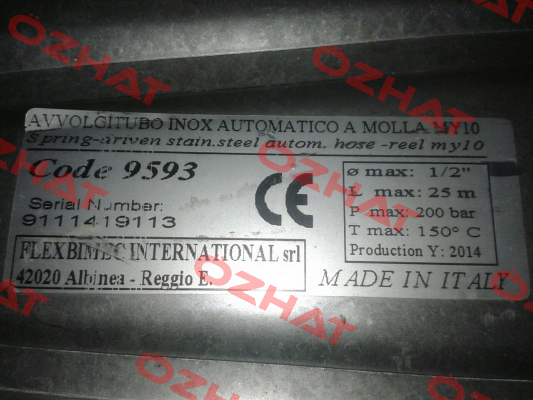 AVVOLGITUBO INOX AUTOMATICO A MOLLA MY10
Spring-driven stain.steel autom. hose-reel my10
Code 9593
Serial Number:
9111419113
FLEXBIMEC INTERNATIONAL srl
42020 Albinea - Reggio E.
CE
ø max: 1/2"
L max: 25 m
P max: 200 bar
T max: 150° C
Production Y: 2014
MADE IN ITALY
OZHAT
OZHAT
OZHAT
OZHAT
OZHAT
OZHAT